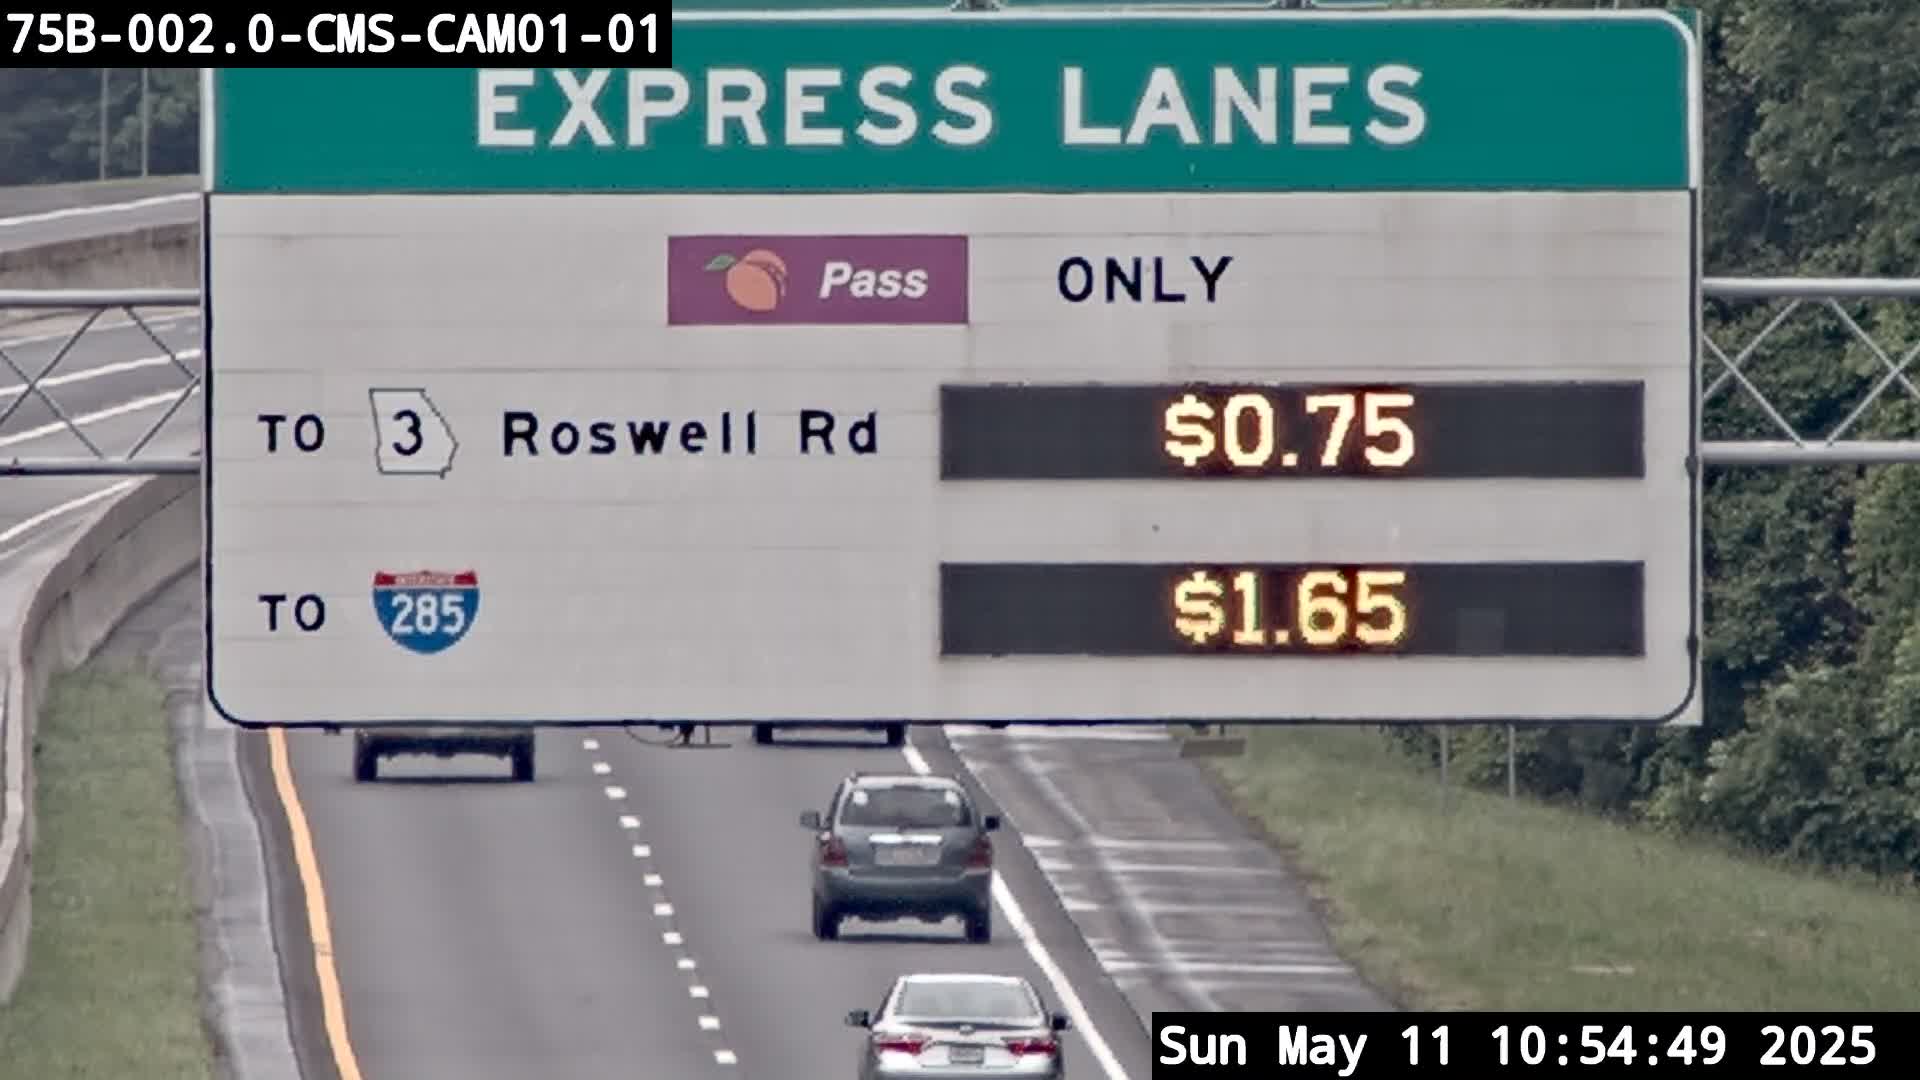 75B-002.0-CMS-CAM01-01
EXPRESS LANES
Pass ONLY
TO 3 Roswell Rd $0.75
INTERSTATE
TO 285 $1.65
Sun May 11 10:54:49 2025